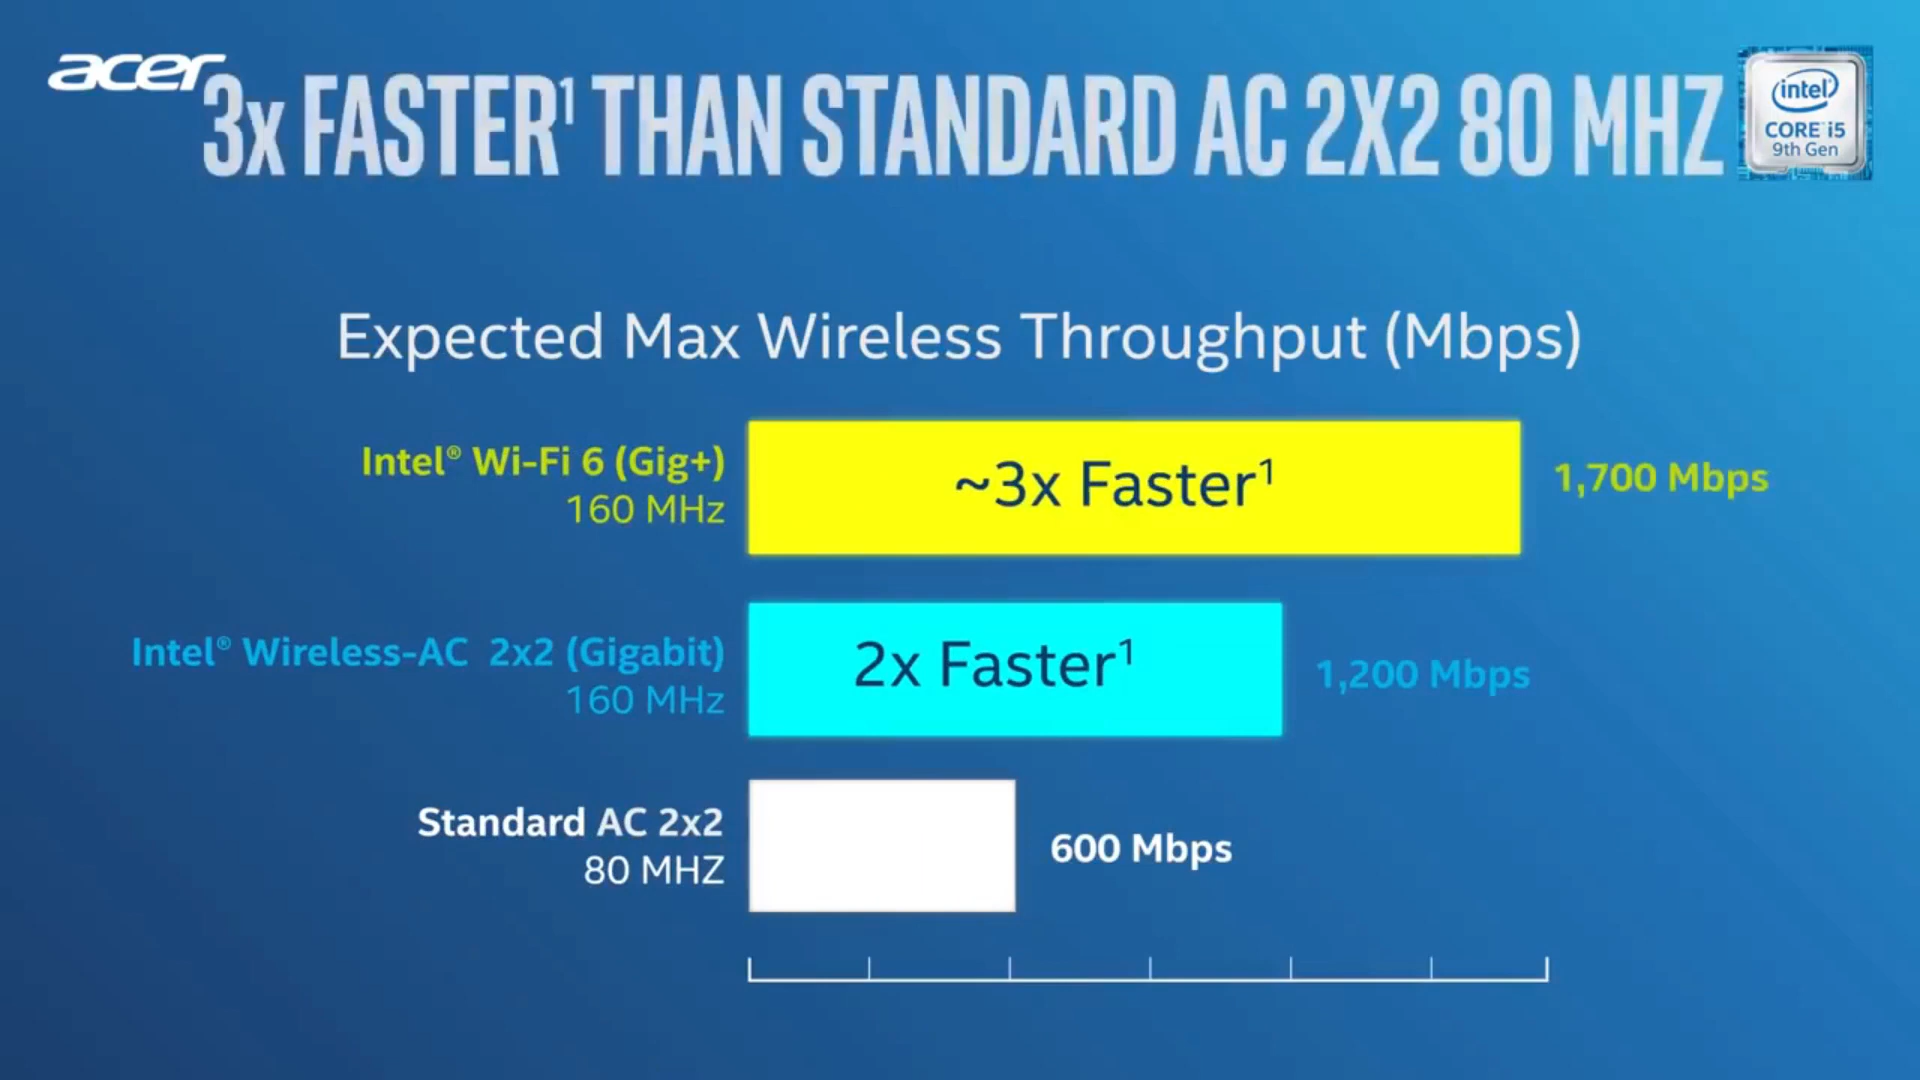 acer
3x FASTER¹ THAN STANDARD AC 2X2 80 MHZ
intel
CORE i5
9th Gen
Expected Max Wireless Throughput (Mbps)
Intel® Wi-Fi 6 (Gig+)
160 MHz
~3x Faster¹
1,700 Mbps
Intel® Wireless-AC 2x2 (Gigabit)
160 MHz
2x Faster¹
1,200 Mbps
Standard AC 2x2
80 MHZ
600 Mbps